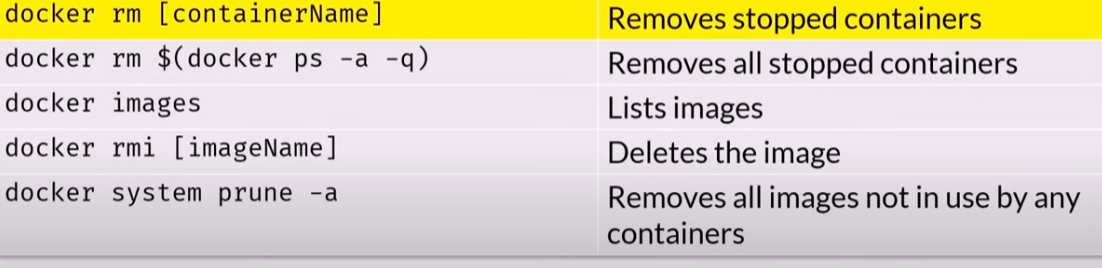 docker rm [containerName] Removes stopped containers
docker rm $(docker ps -a -q) Removes all stopped containers
docker images Lists images
docker rmi [imageName] Deletes the image
docker system prune -a Removes all images not in use by any
containers